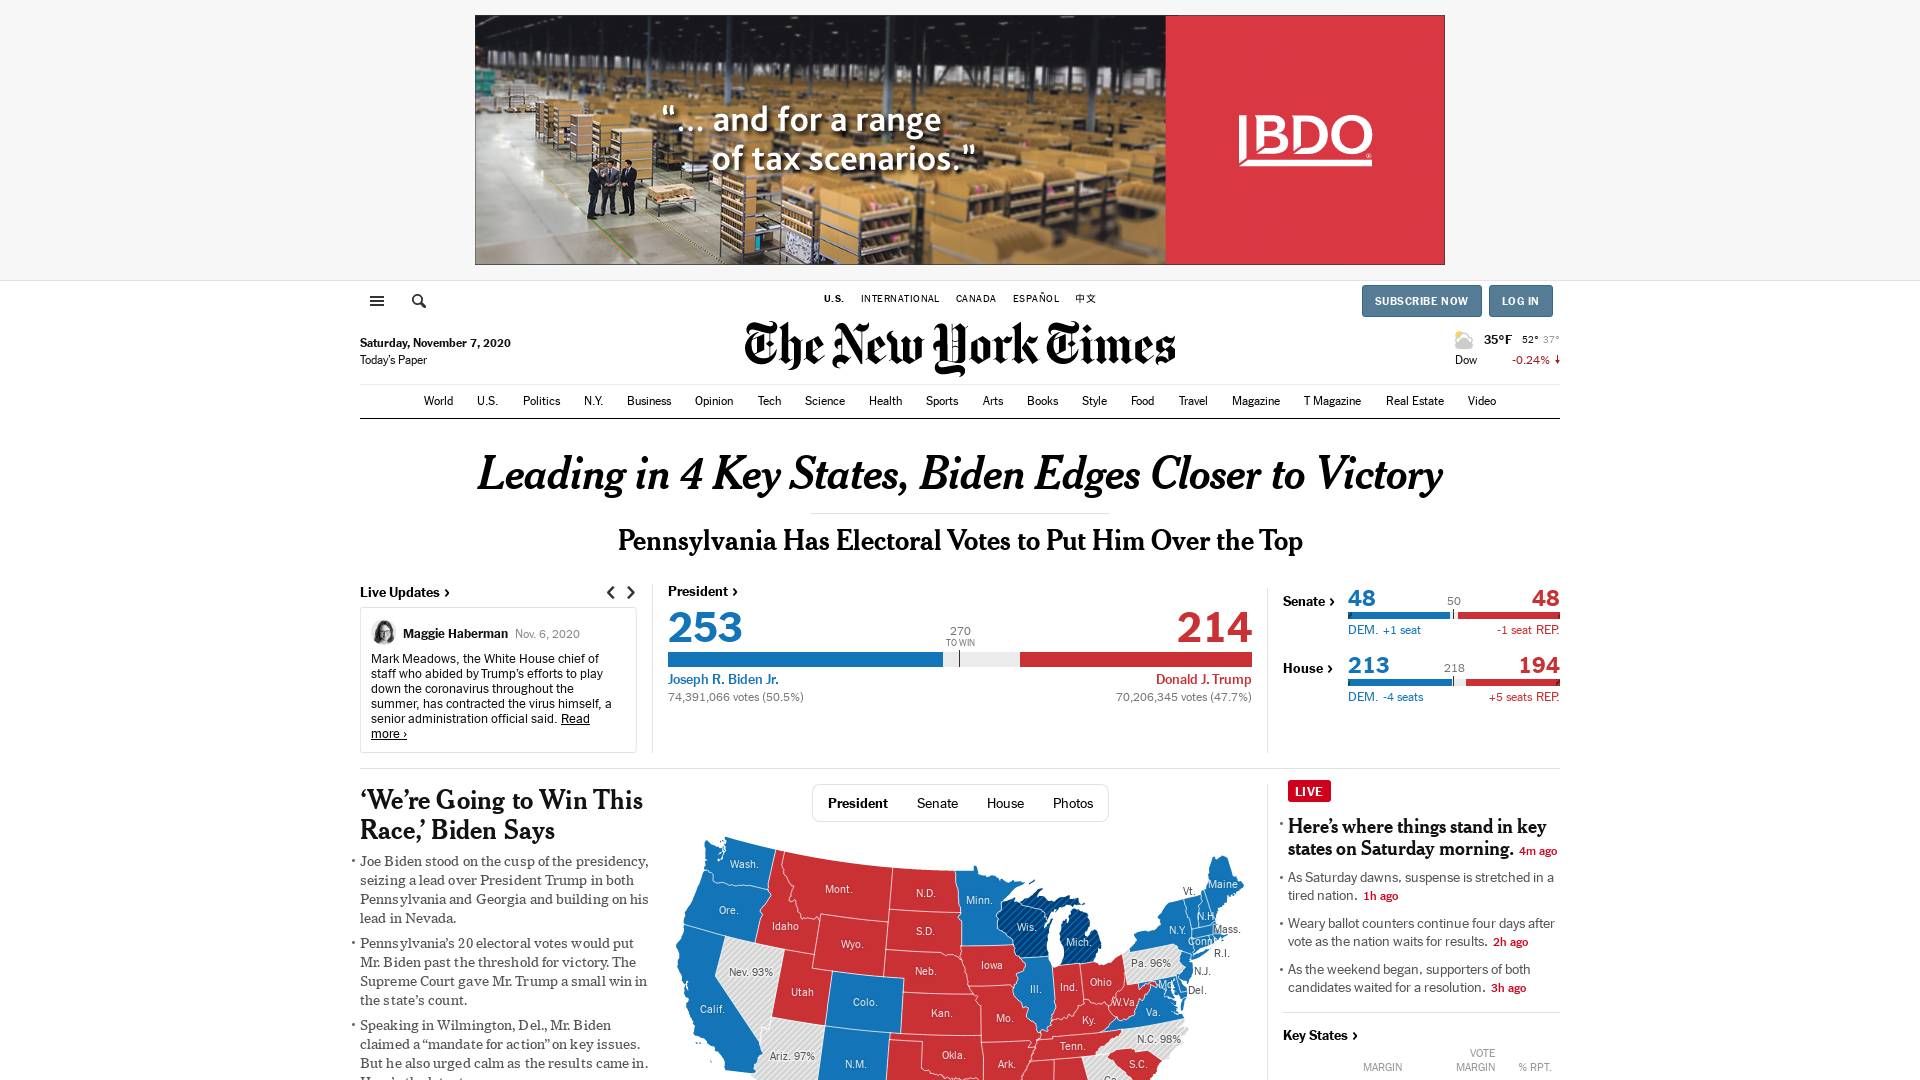 “... and for a range
of tax scenarios.”
IBDO
U.S. INTERNATIONAL CANADA ESPAÑOL 中文
SUBSCRIBE NOW LOG IN
Saturday, November 7, 2020
Today’s Paper
The New York Times
35°F 52° 37°
Dow -0.24%
World U.S. Politics N.Y. Business Opinion Tech Science Health Sports Arts Books Style Food Travel Magazine T Magazine Real Estate Video
Leading in 4 Key States, Biden Edges Closer to Victory
Pennsylvania Has Electoral Votes to Put Him Over the Top
Live Updates ›
Maggie Haberman Nov. 6, 2020
Mark Meadows, the White House chief of
staff who abided by Trump’s efforts to play
down the coronavirus throughout the
summer, has contracted the virus himself, a
senior administration official said. Read
more ›
President ›
253 270 TO WIN 214
Joseph R. Biden Jr. Donald J. Trump
74,391,066 votes (50.5%) 70,206,345 votes (47.7%)
Senate › 48 50 48
DEM. +1 seat -1 seat REP.
House › 213 218 194
DEM. -4 seats +5 seats REP.
‘We’re Going to Win This
Race,’ Biden Says
Joe Biden stood on the cusp of the presidency,
seizing a lead over President Trump in both
Pennsylvania and Georgia and building on his
lead in Nevada.
Pennsylvania’s 20 electoral votes would put
Mr. Biden past the threshold for victory. The
Supreme Court gave Mr. Trump a small win in
the state’s count.
Speaking in Wilmington, Del., Mr. Biden
claimed a “mandate for action” on key issues.
But he also urged calm as the results came in.
President Senate House Photos
Wash.
Mont.
N.D.
Minn.
Maine
Vt.
Ore.
Idaho
S.D.
Wis.
N.H.
Wyo.
Mich.
N.Y.
Mass.
Conn.
R.I.
Nev. 93%
Neb.
Iowa
Pa. 96%
N.J.
Utah
Colo.
Ill.
Ind.
Ohio
Md.
Del.
Calif.
Kan.
Mo.
W.Va.
Ky.
Va.
Ariz. 97%
N.M.
Okla.
Ark.
Tenn.
N.C. 98%
S.C.
LIVE
Here’s where things stand in key
states on Saturday morning. 4m ago
As Saturday dawns, suspense is stretched in a
tired nation. 1h ago
Weary ballot counters continue four days after
vote as the nation waits for results. 2h ago
As the weekend began, supporters of both
candidates waited for a resolution. 3h ago
Key States ›
MARGIN VOTE MARGIN % RPT.